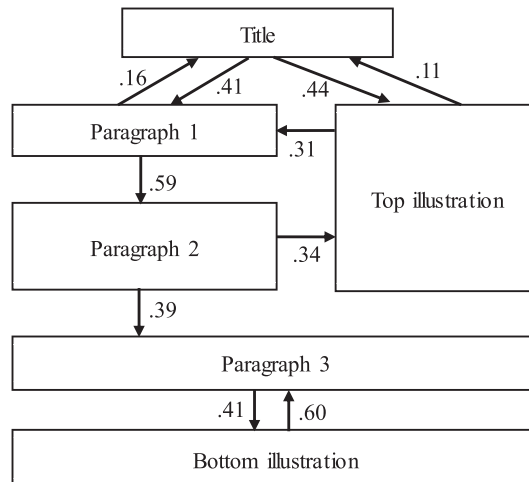 Title
.16
.41
.44
.11
Paragraph 1
.31
.59
Top illustration
Paragraph 2
.34
.39
Paragraph 3
.41
.60
Bottom illustration